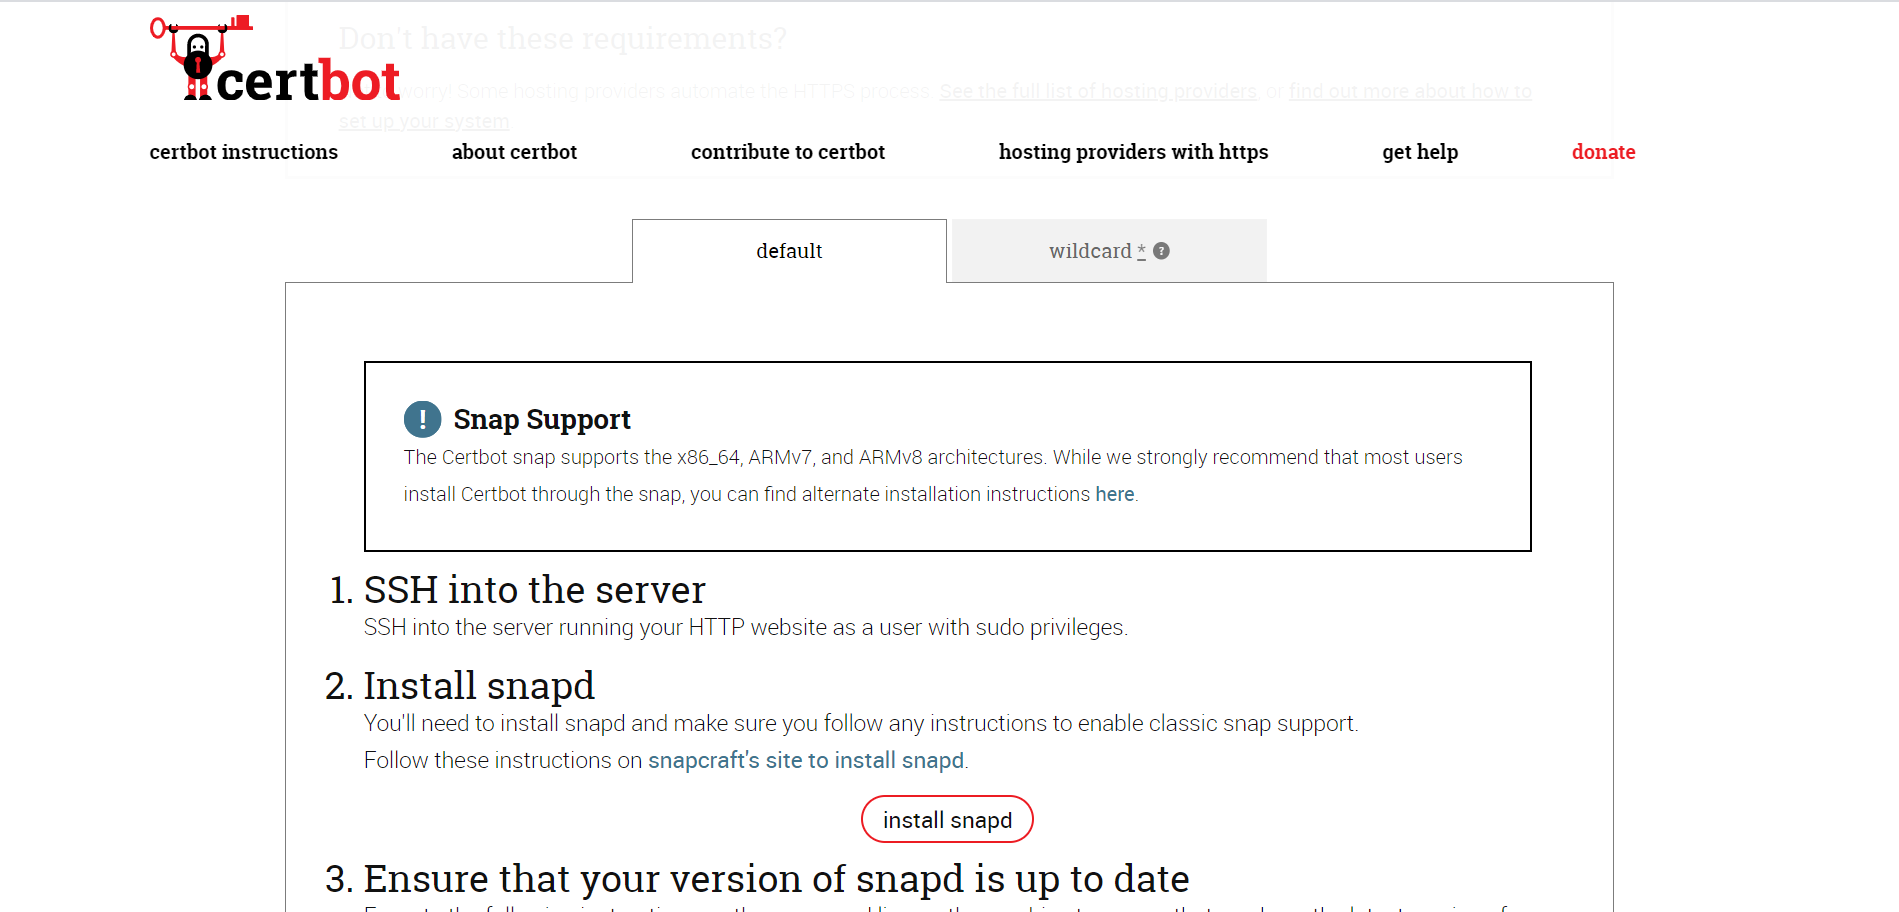 Don't have these requirements?
certbot
worry! Some hosting providers automate the HTTPS process. See the full list of hosting providers, or find out more about how to
set up your system
certbot instructions
about certbot
contribute to certbot
hosting providers with https
get help
donate
default
wildcard * ?
! Snap Support
The Certbot snap supports the x86_64, ARMv7, and ARMv8 architectures. While we strongly recommend that most users
install Certbot through the snap, you can find alternate installation instructions here.
1. SSH into the server
SSH into the server running your HTTP website as a user with sudo privileges.
2. Install snapd
You'll need to install snapd and make sure you follow any instructions to enable classic snap support.
Follow these instructions on snapcraft's site to install snapd.
install snapd
3. Ensure that your version of snapd is up to date